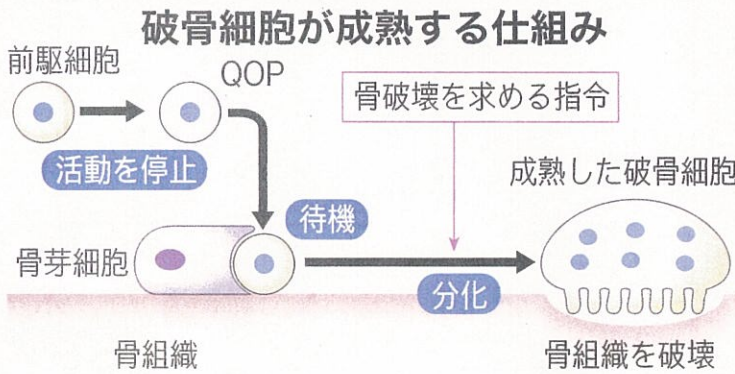 破骨細胞が成熟する仕組み
前駆細胞
QOP
骨破壊を求める指令
活動を停止
成熟した破骨細胞
待機
骨芽細胞
分化
骨組織
骨組織を破壊